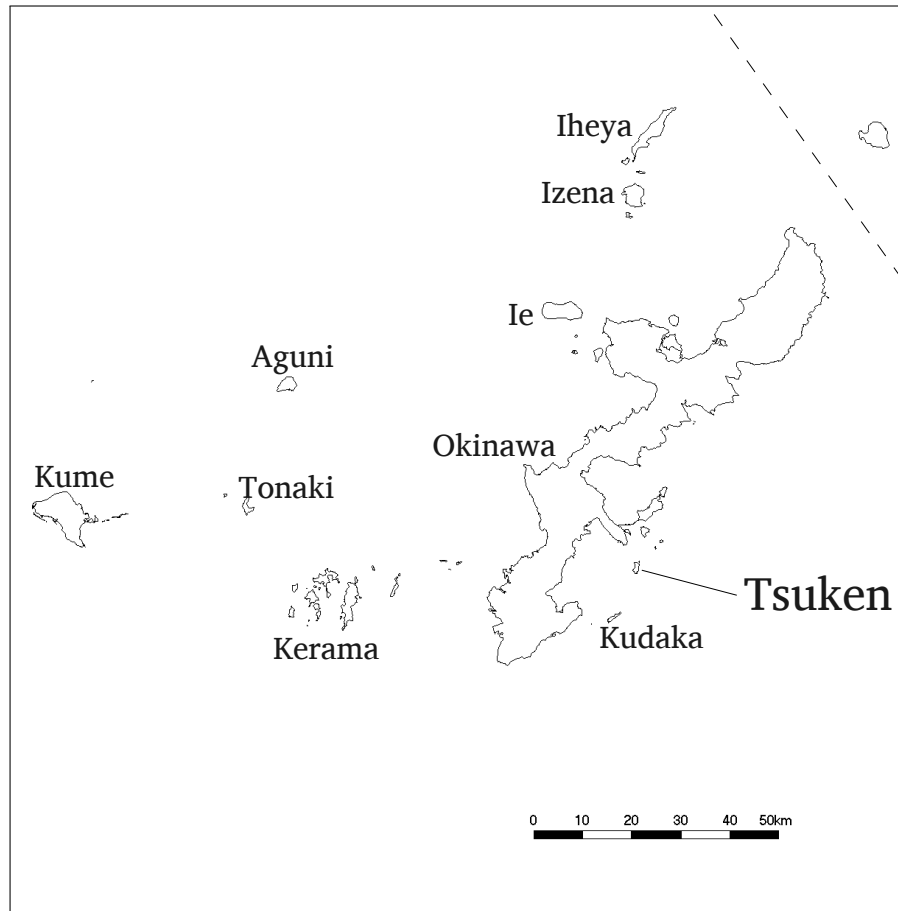 Iheya
Izena
Ie
Aguni
Okinawa
Kume
Tonaki
Tsuken
Kudaka
Kerama
0 10 20 30 40 50km